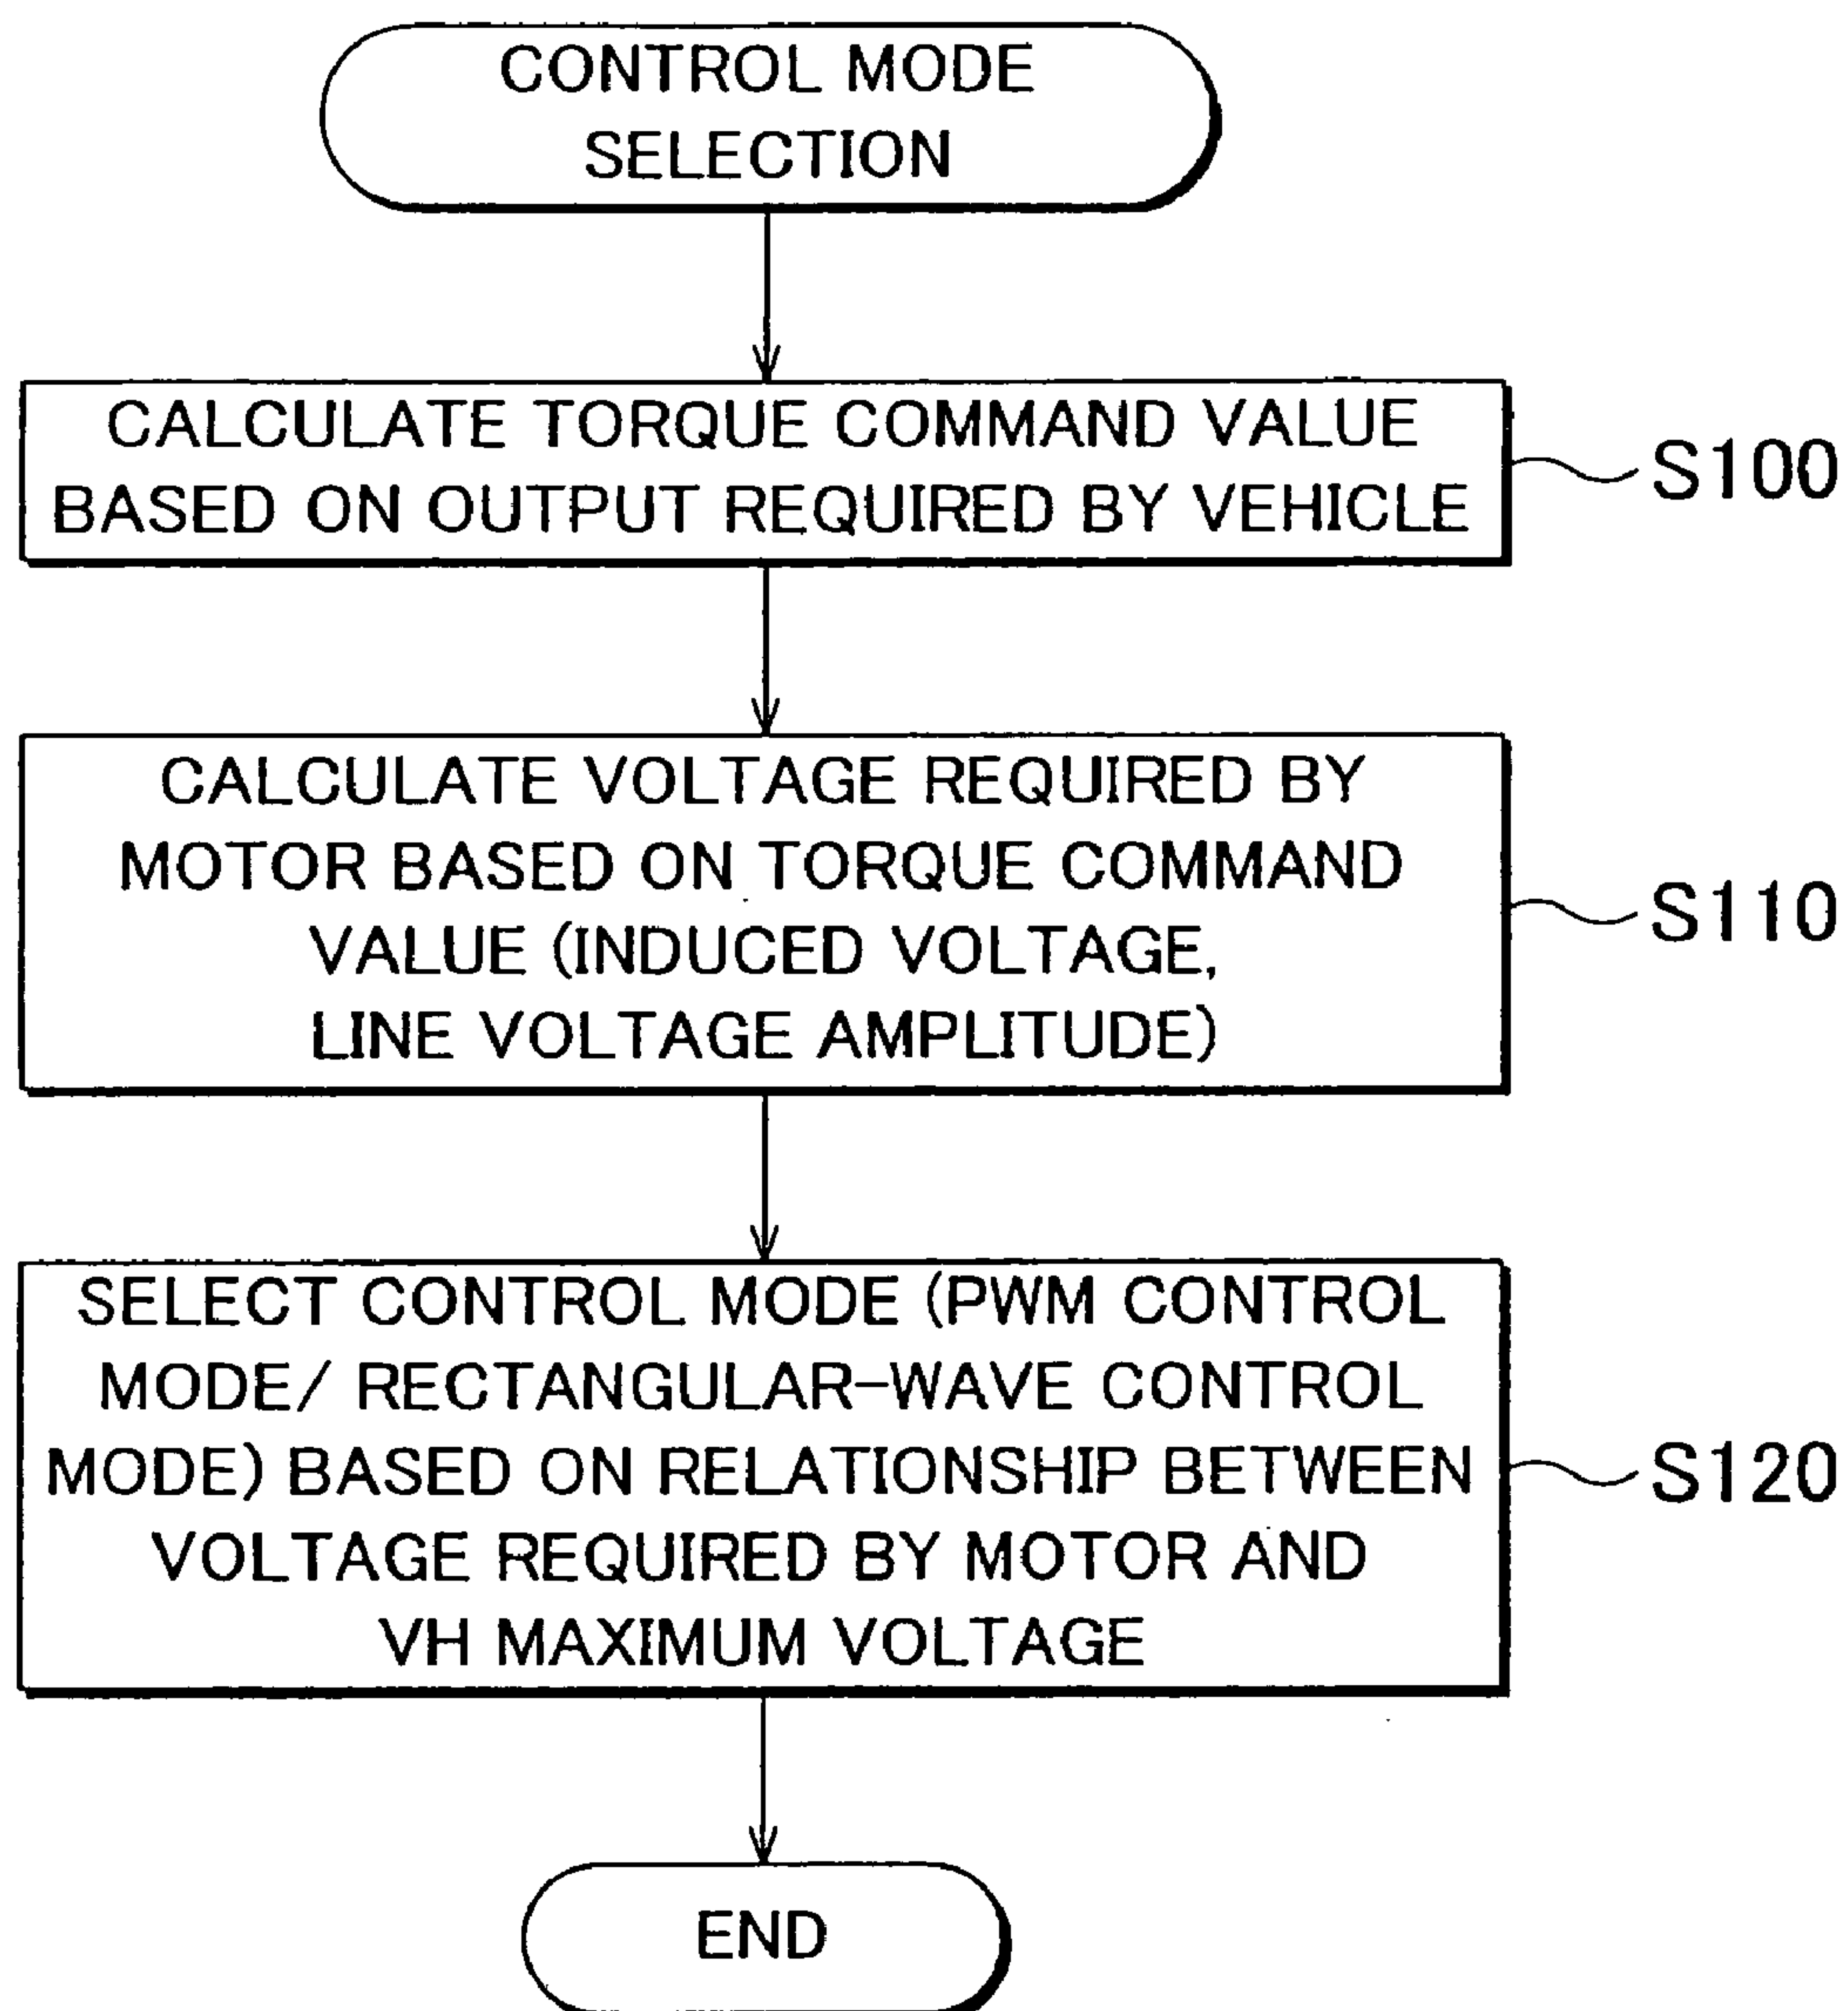 CONTROL MODE
SELECTION
CALCULATE TORQUE COMMAND VALUE
BASED ON OUTPUT REQUIRED BY VEHICLE
S100
CALCULATE VOLTAGE REQUIRED BY
MOTOR BASED ON TORQUE COMMAND
VALUE (INDUCED VOLTAGE,
LINE VOLTAGE AMPLITUDE)
S110
SELECT CONTROL MODE (PWM CONTROL
MODE/ RECTANGULAR-WAVE CONTROL
MODE) BASED ON RELATIONSHIP BETWEEN
VOLTAGE REQUIRED BY MOTOR AND
VH MAXIMUM VOLTAGE
S120
END